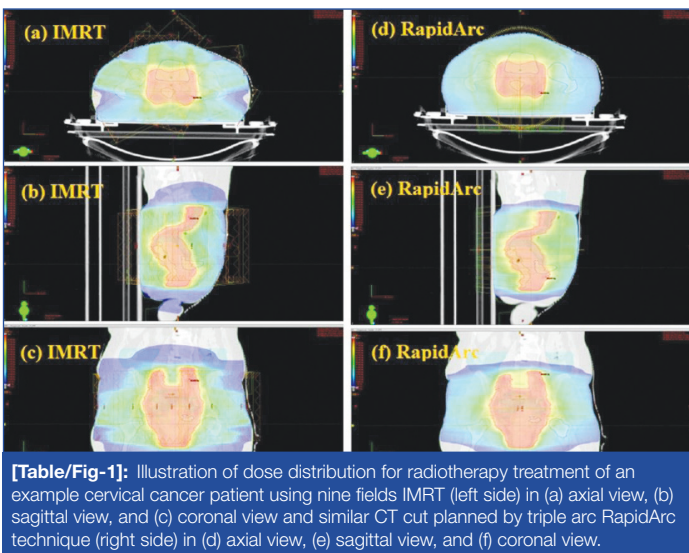 (a) IMRT
(d) RapidArc
(b) IMRT
(e) RapidArc
(c) IMRT
(f) RapidArc
[Table/Fig-1]: Illustration of dose distribution for radiotherapy treatment of an
example cervical cancer patient using nine fields IMRT (left side) in (a) axial view, (b)
sagittal view, and (c) coronal view and similar CT cut planned by triple arc RapidArc
technique (right side) in (d) axial view, (e) sagittal view, and (f) coronal view.